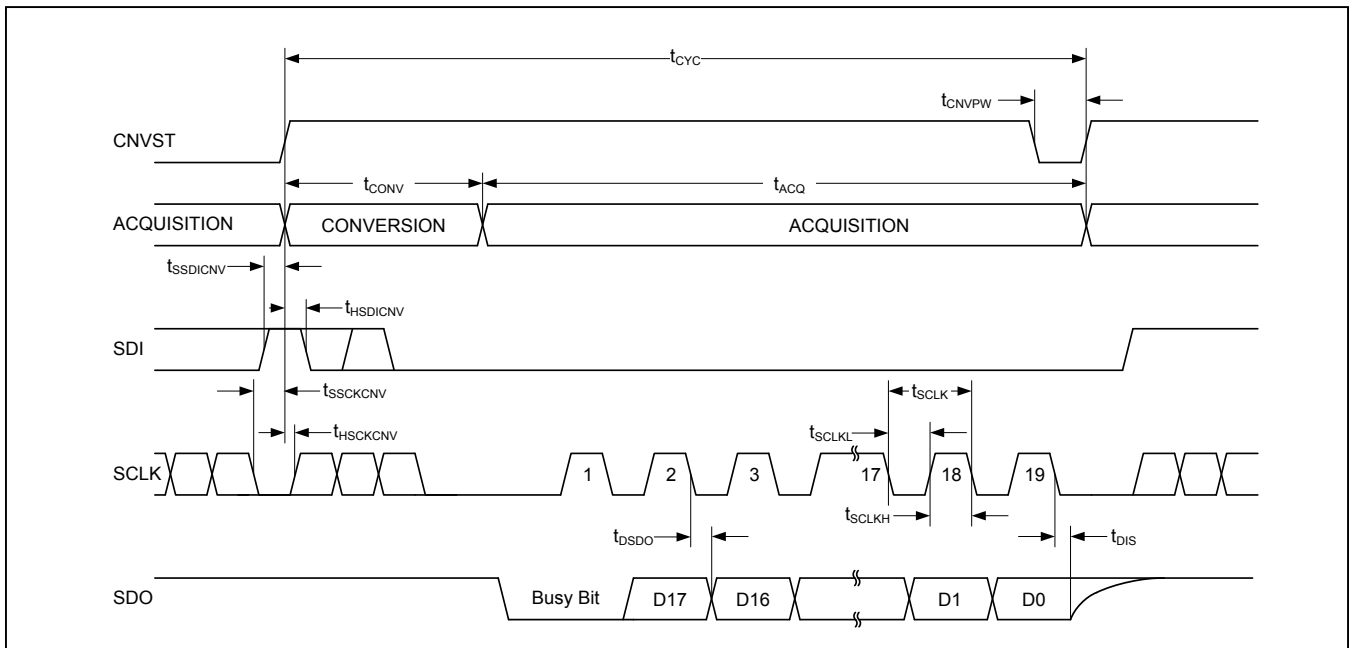 tCYC
tCNVPW
CNVST
tCONV
tACQ
ACQUISITION
CONVERSION
ACQUISITION
tSSDICNV
tHSDICNV
SDI
tSSCKCNV
tSCLK
tHSCKCNV
tSCLKL
SCLK
1
2
3
17
18
19
tSCLKH
tDSDO
tDIS
SDO
Busy Bit
D17
D16
D1
D0